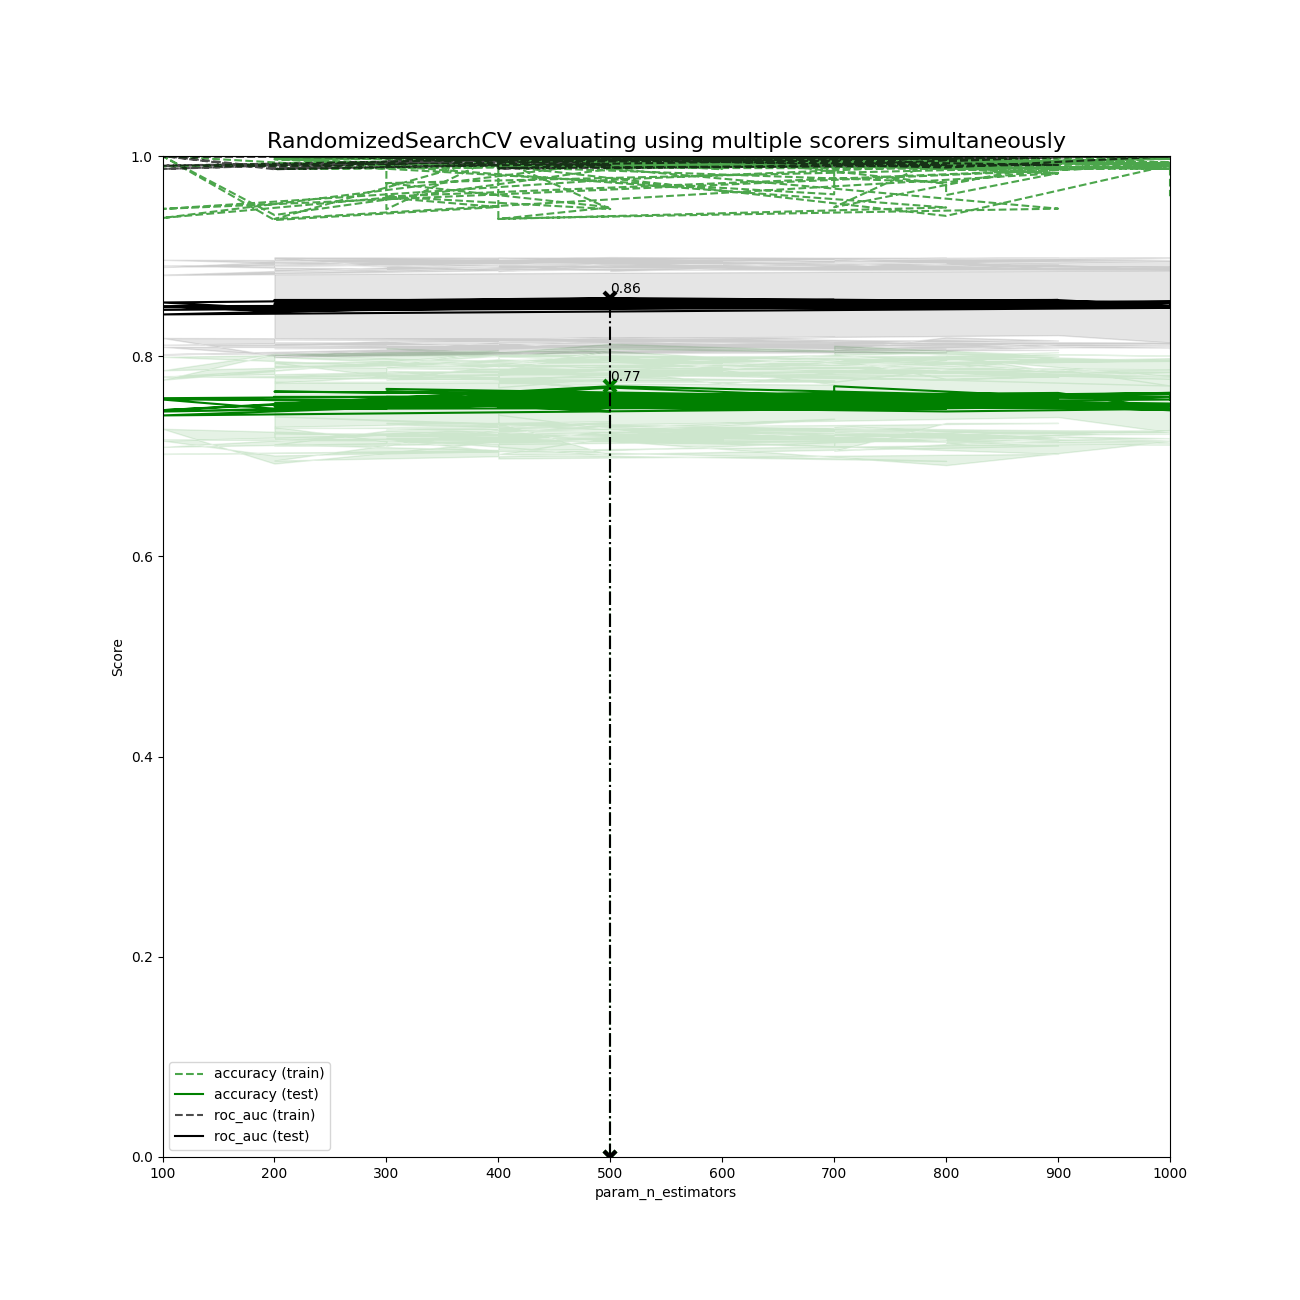 RandomizedSearchCV evaluating using multiple scorers simultaneously
1.0
0.8
0.6
0.4
0.2
0.0
Score
0.86
0.77
accuracy (train)
accuracy (test)
roc_auc (train)
roc_auc (test)
100 200 300 400 500 600 700 800 900 1000
param_n_estimators